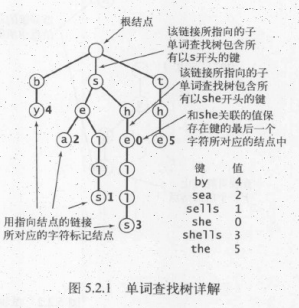 根结点
该链接所指向的子
单词查找树包含所
有以s开头的键
该链接所指向的子
单词查找树包含所
有以she开头的键
和she关联的值保
存在键的最后一个
字符所对应的结点中
b s t
y 4 e h h
a 2 l e 0 e 5
l l
s 1 l
s 3
用指向结点的链接
所对应的字符标记结点
键 值
by 4
sea 2
sells 1
she 0
shells 3
the 5
图 5.2.1 单词查找树详解